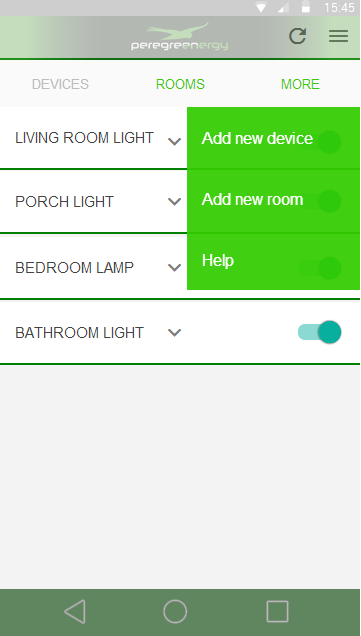 15:45
peregreenergy
DEVICES
ROOMS
MORE
LIVING ROOM LIGHT
Add new device
PORCH LIGHT
Add new room
BEDROOM LAMP
Help
BATHROOM LIGHT